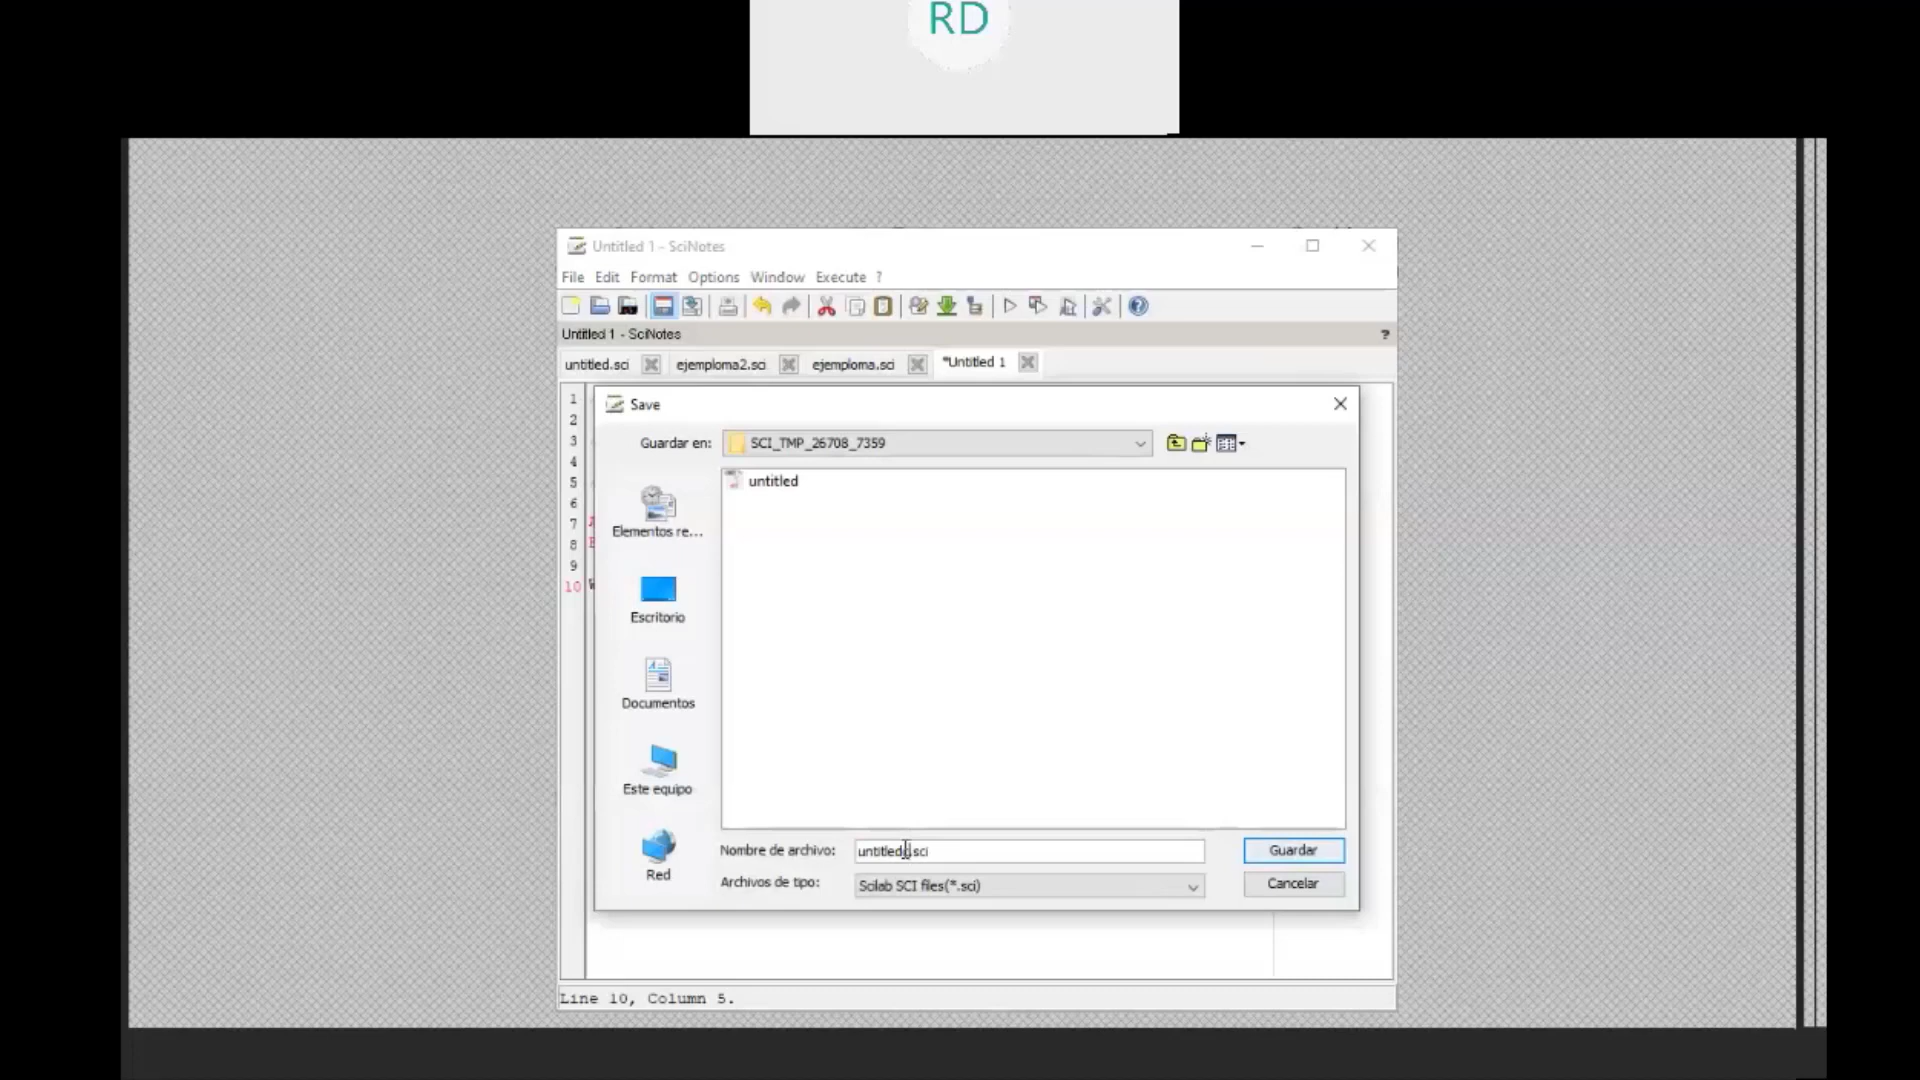 RD
Untitled 1 - SciNotes
File Edit Format Options Window Execute ?
Untitled 1 - SciNotes ?
untitled.sci ejemploma2.sci ejemploma.sci *Untitled 1
1
2
3
4
5
6
7
8
9
10
Save
Guardar en: SCI_TMP_26708_7359
untitled
Elementos re...
Escritorio
Documentos
Este equipo
Red
Nombre de archivo: .sci Guardar
Archivos de tipo: Scilab SCI files(*.sci) Cancelar
Line 10, Column 5.